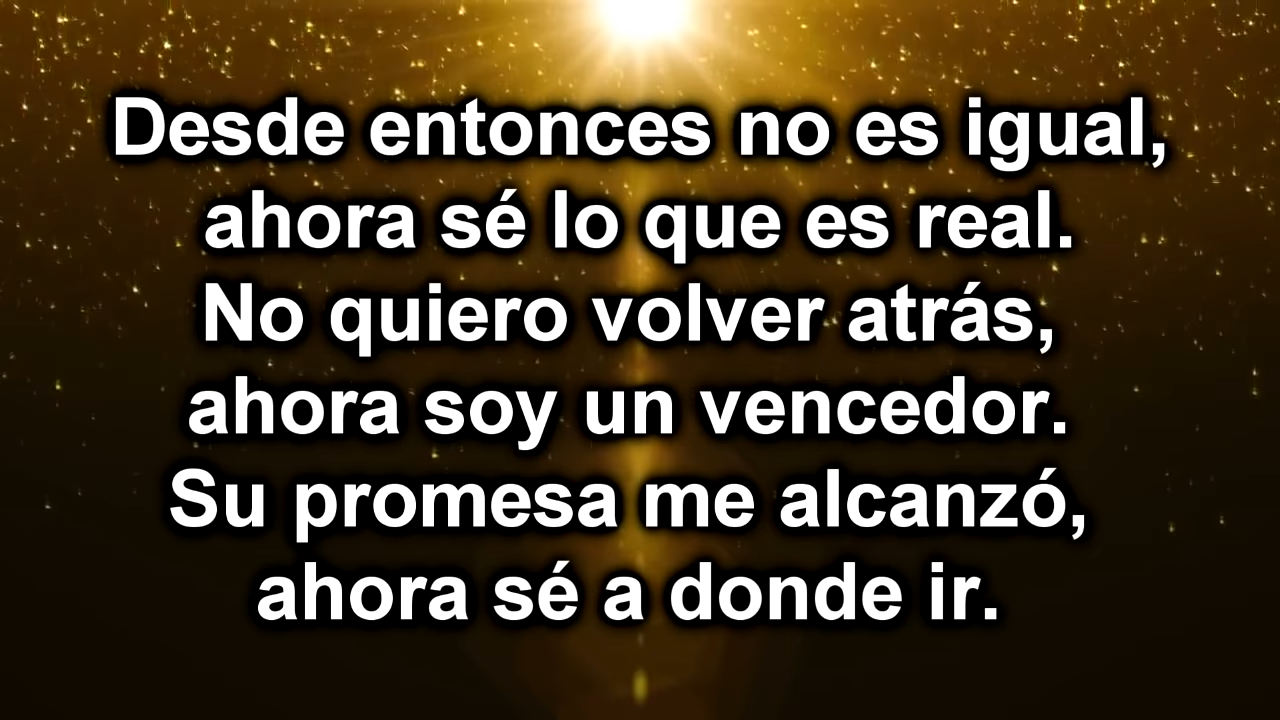 Desde entonces no es igual,
ahora sé lo que es real.
No quiero volver atrás,
ahora soy un vencedor.
Su promesa me alcanzó,
ahora sé a donde ir.